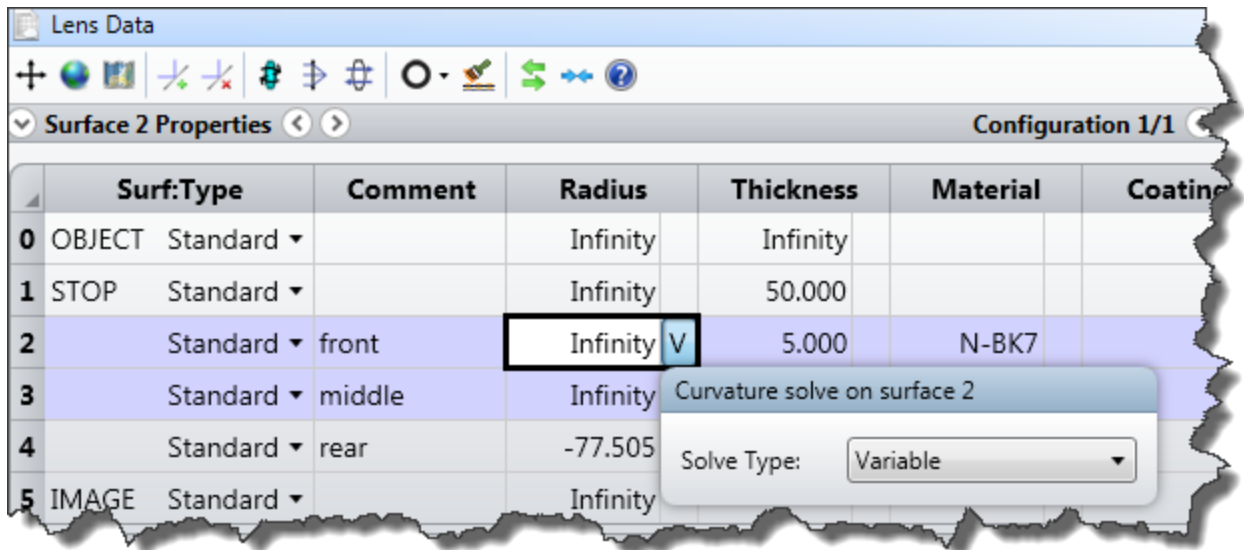 Lens Data
Surface 2 Properties Configuration 1/1
Surf:Type Comment Radius Thickness Material Coating
0 OBJECT Standard Infinity Infinity
1 STOP Standard Infinity 50.000
2 Standard front Infinity V 5.000 N-BK7
3 Standard middle Infinity
Curvature solve on surface 2
4 Standard rear -77.505
Solve Type: Variable
5 IMAGE Standard Infinity